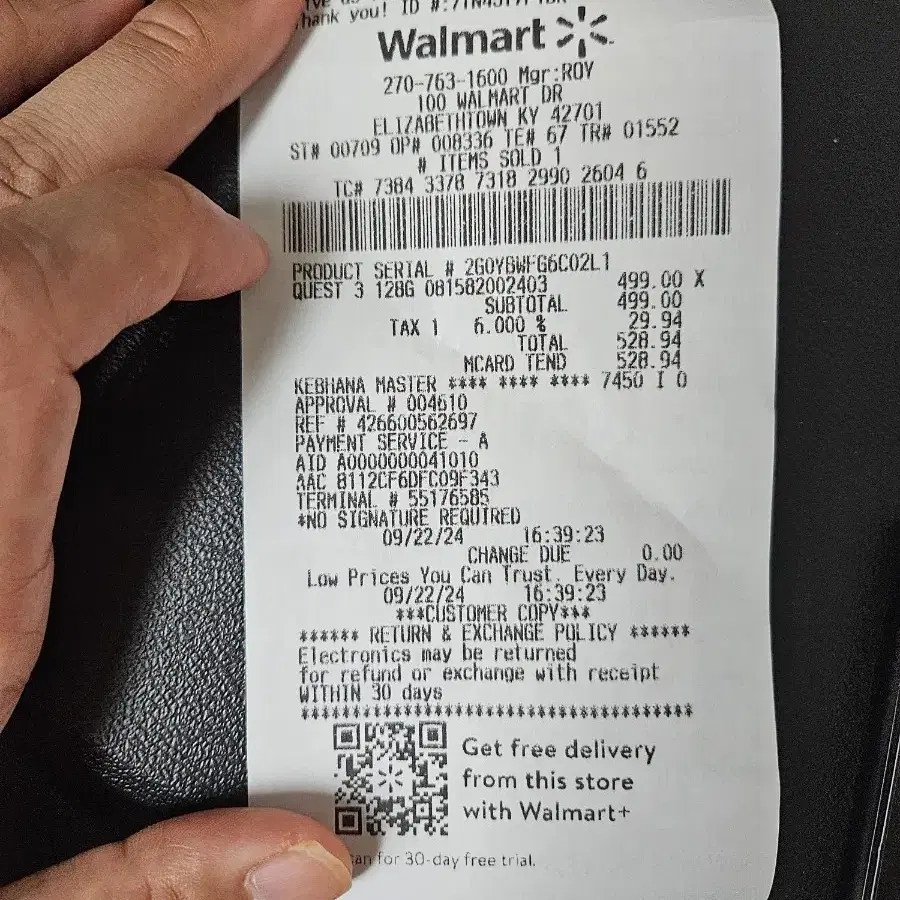 Thank you! ID #:
Walmart
270-763-1600 Mgr:ROY
100 WALMART DR
ELIZABETHTOWN KY 42701
ST# 00709 OP# 008336 TE# 67 TR# 01552
# ITEMS SOLD 1
TC# 7384 3378 7318 2990 2604 6
PRODUCT SERIAL # 2G0YBWFG6C02L1
QUEST 3 128G 081582002403 499.00 X
SUBTOTAL 499.00
TAX 1 6.000 % 29.94
TOTAL 528.94
MCARD TEND 528.94
KEBHANA MASTER **** **** **** 7450 I 0
APPROVAL # 004610
REF # 426600562697
PAYMENT SERVICE - A
AID A0000000041010
AAC 8112CF6DFC09F343
TERMINAL # 55176585
*NO SIGNATURE REQUIRED
09/22/24 16:39:23
CHANGE DUE 0.00
Low Prices You Can Trust. Every Day.
09/22/24 16:39:23
***CUSTOMER COPY***
****** RETURN & EXCHANGE POLICY ******
Electronics may be returned
for refund or exchange with receipt
WITHIN 30 days
**************************************
Get free delivery
from this store
with Walmart+
for 30-day free trial.